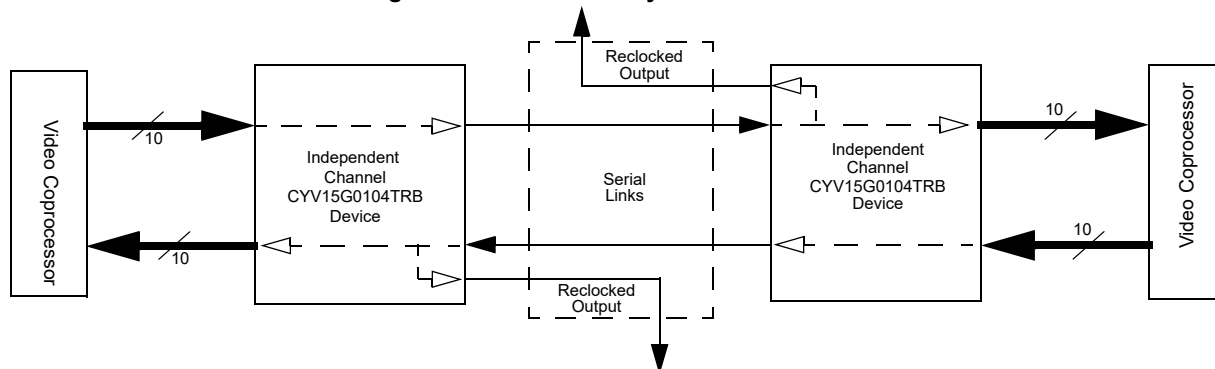 Reclocked
Output
Video Coprocessor
10
10
Independent
Channel
CYV15G0104TRB
Device
Serial
Links
Independent
Channel
CYV15G0104TRB
Device
10
10
Video Coprocessor
Reclocked
Output